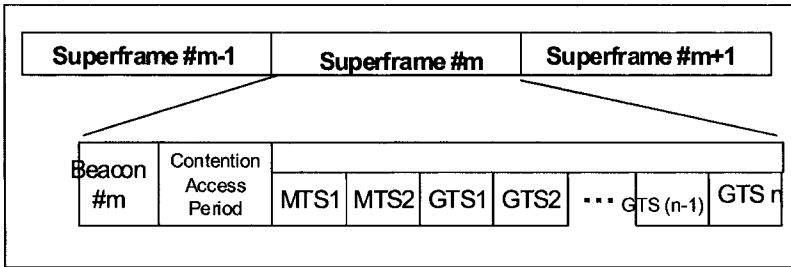 Superframe #m-1 Superframe #m Superframe #m+1
Beacon #m
Contention Access Period
MTS1 MTS2 GTS1 GTS2 ... GTS (n-1) GTS n